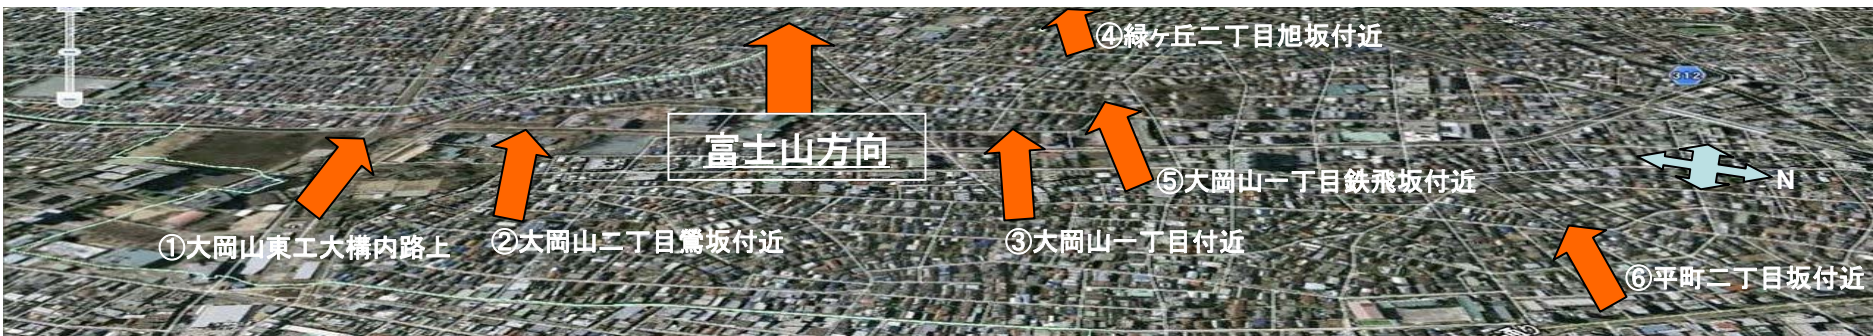 ④緑ヶ丘二丁目旭坂付近
312
富士山方向
⑤大岡山一丁目鉄飛坂付近
N
①大岡山東工大構内路上
②大岡山二丁目鶯坂付近
③大岡山一丁目付近
⑥平町二丁目坂付近